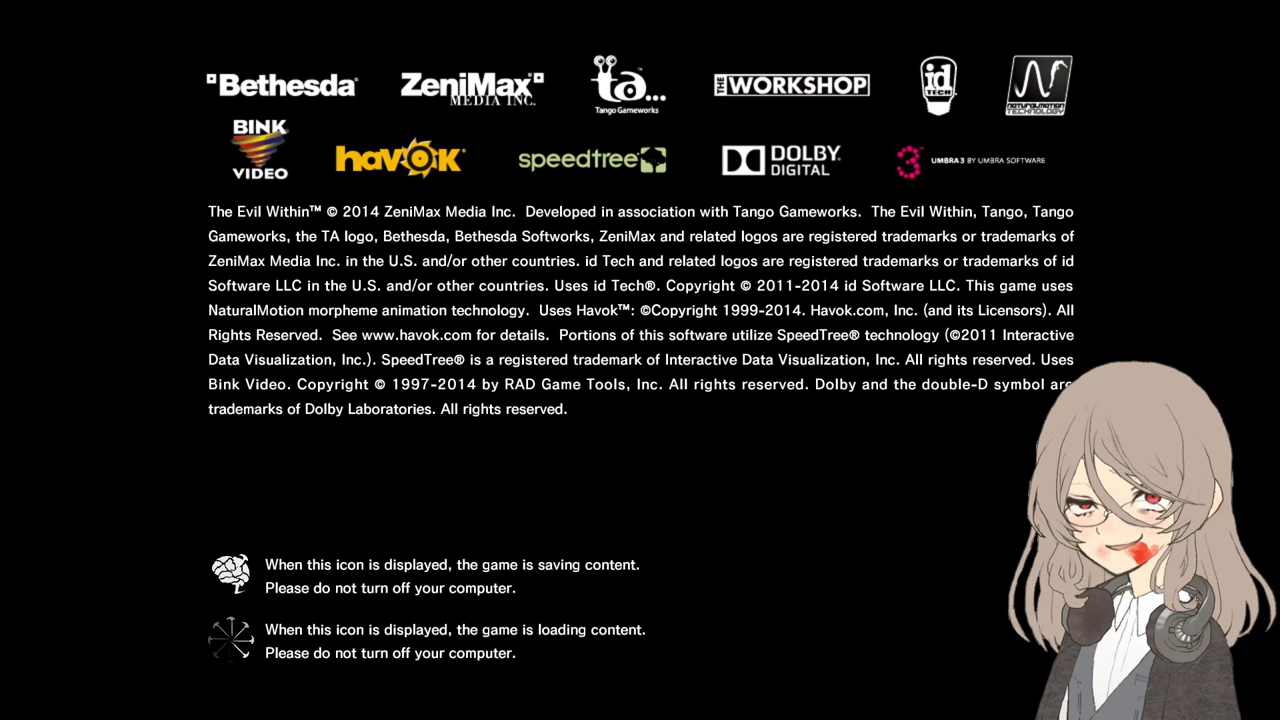 Bethesda® ZeniMax® MEDIA INC. ta... Tango Gameworks THE WORKSHOP id TECH NATURALMOTION TECHNOLOGY
BINK VIDEO havok speedtree DOLBY DIGITAL 3 UMBRA 3 BY UMBRA SOFTWARE
The Evil Within™ © 2014 ZeniMax Media Inc.  Developed in association with Tango Gameworks.  The Evil Within, Tango, Tango
Gameworks, the TA logo, Bethesda, Bethesda Softworks, ZeniMax and related logos are registered trademarks or trademarks of
ZeniMax Media Inc. in the U.S. and/or other countries. id Tech and related logos are registered trademarks or trademarks of id
Software LLC in the U.S. and/or other countries. Uses id Tech®. Copyright © 2011-2014 id Software LLC. This game uses
NaturalMotion morpheme animation technology.  Uses Havok™: ©Copyright 1999-2014. Havok.com, Inc. (and its Licensors). All
Rights Reserved.  See www.havok.com for details.  Portions of this software utilize SpeedTree® technology (©2011 Interactive
Data Visualization, Inc.). SpeedTree® is a registered trademark of Interactive Data Visualization, Inc. All rights reserved. Uses
Bink Video. Copyright © 1997-2014 by RAD Game Tools, Inc. All rights reserved. Dolby and the double-D symbol are
trademarks of Dolby Laboratories. All rights reserved.
When this icon is displayed, the game is saving content.
Please do not turn off your computer.
When this icon is displayed, the game is loading content.
Please do not turn off your computer.